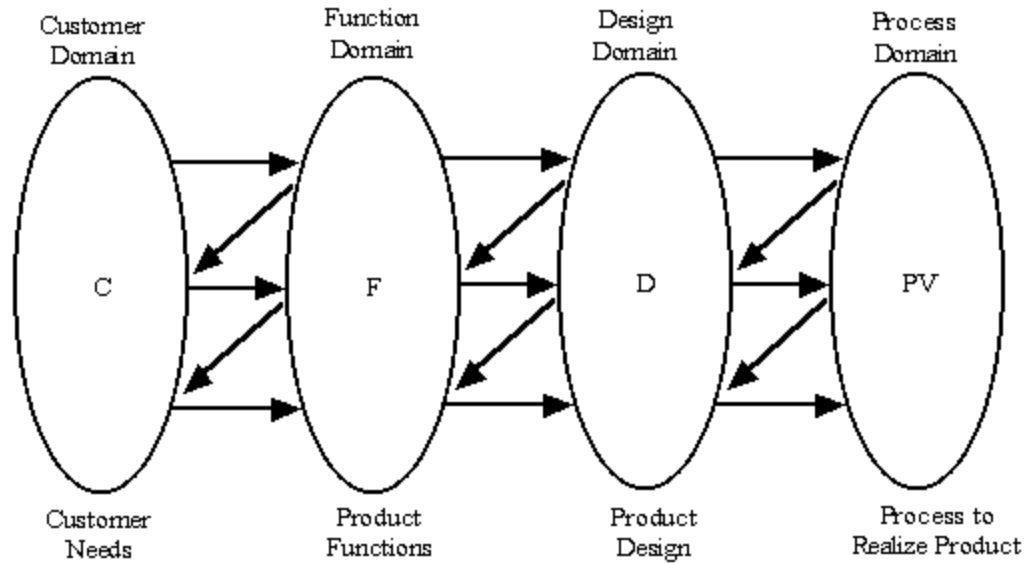 Customer
Domain
Function
Domain
Design
Domain
Process
Domain
C
F
D
PV
Customer
Needs
Product
Functions
Product
Design
Process to
Realize Product